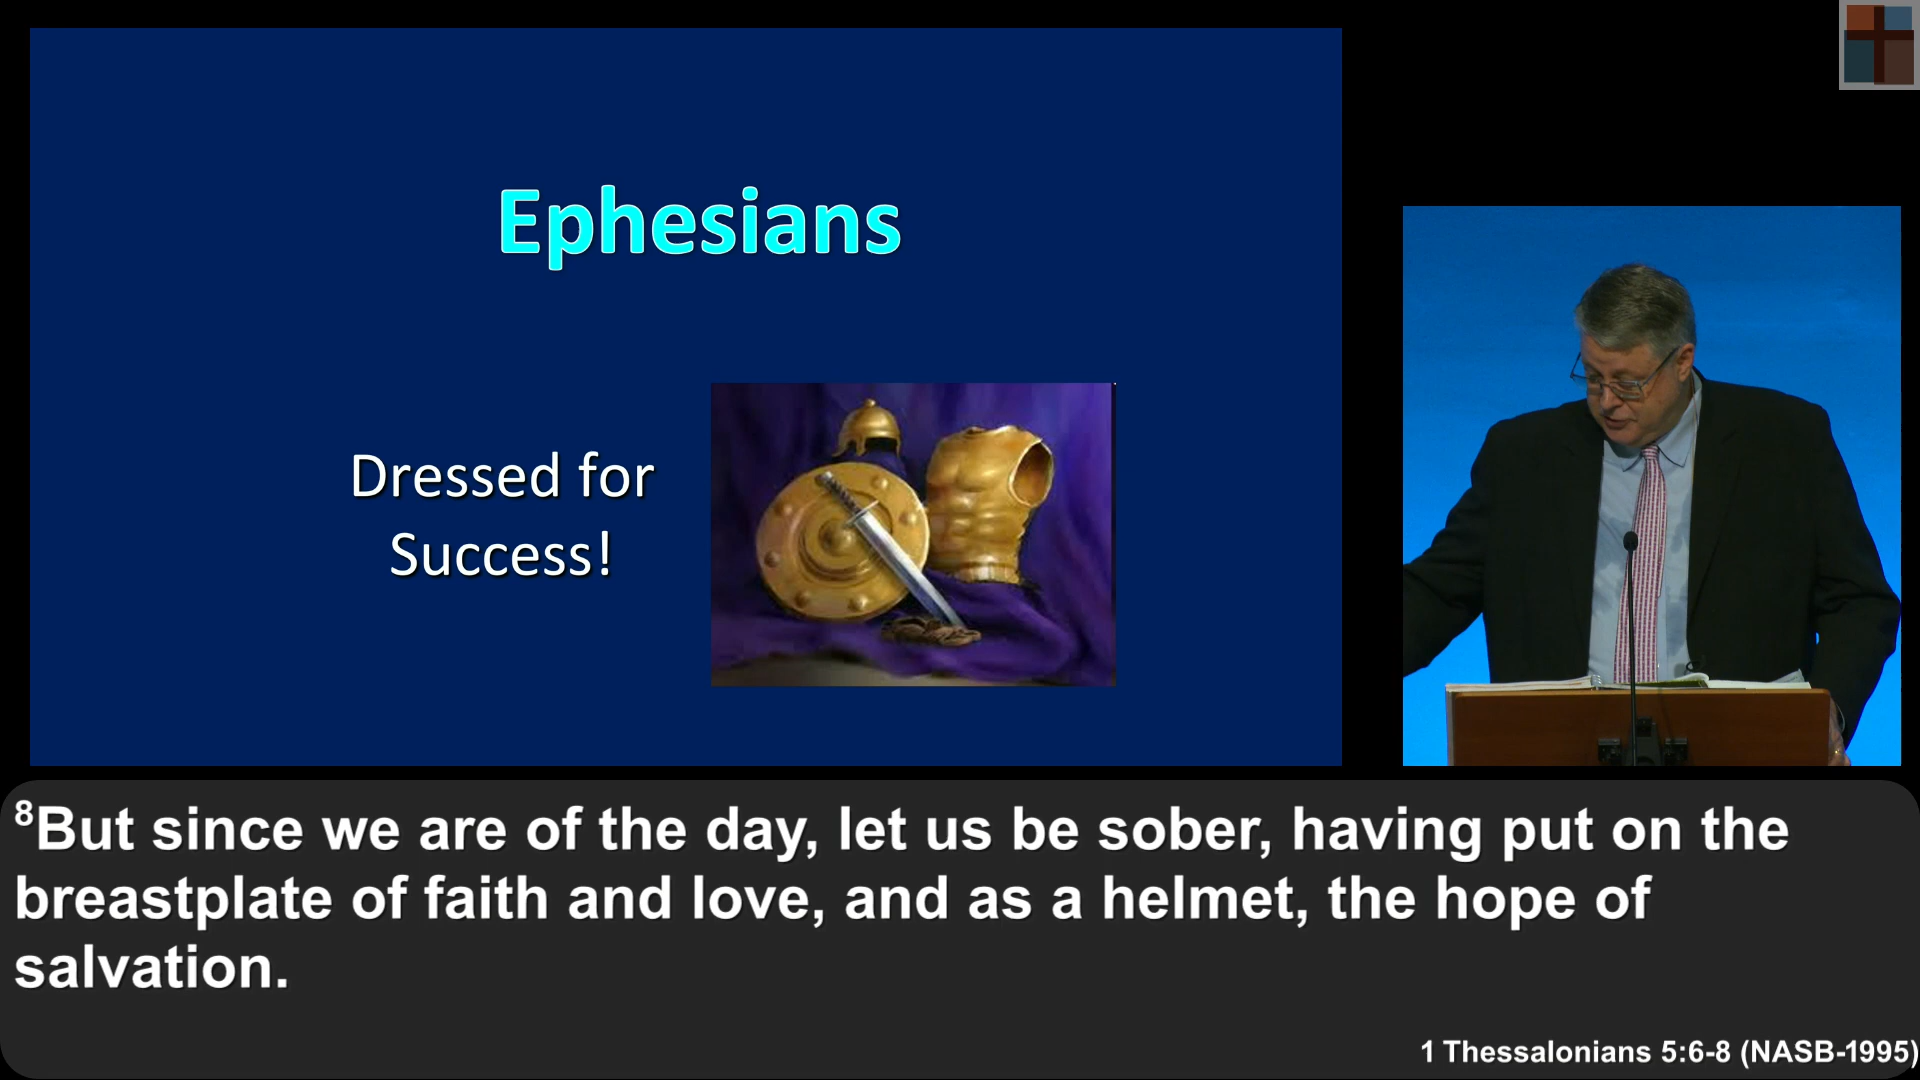 Ephesians
Dressed for
Success!
⁸But since we are of the day, let us be sober, having put on the
breastplate of faith and love, and as a helmet, the hope of
salvation.
1 Thessalonians 5:6-8 (NASB-1995)